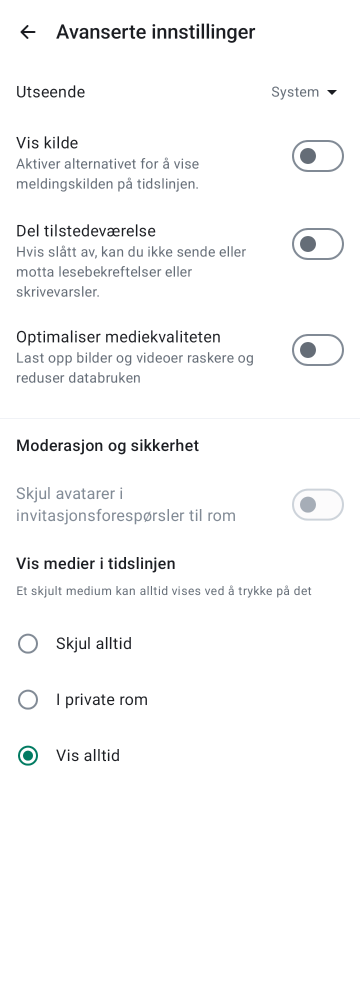 Avanserte innstillinger
Utseende
System
Vis kilde
Aktiver alternativet for å vise
meldingskilden på tidslinjen.
Del tilstedeværelse
Hvis slått av, kan du ikke sende eller
motta lesebekreftelser eller
skrivevarsler.
Optimaliser mediekvaliteten
Last opp bilder og videoer raskere og
reduser databruken
Moderasjon og sikkerhet
Skjul avatarer i
invitasjonsforespørsler til rom
Vis medier i tidslinjen
Et skjult medium kan alltid vises ved å trykke på det
Skjul alltid
I private rom
Vis alltid